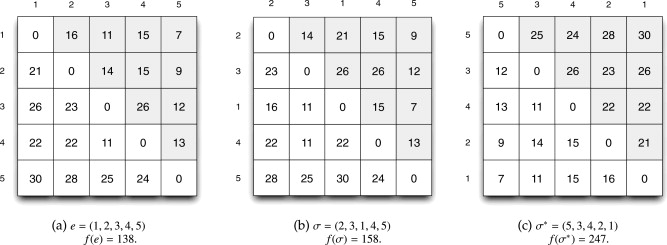 1 2 3 4 5
1 0 16 11 15 7
2 21 0 14 15 9
3 26 23 0 26 12
4 22 22 11 0 13
5 30 28 25 24 0
(a) e = (1, 2, 3, 4, 5)
f(e) = 138.
2 3 1 4 5
2 0 14 21 15 9
3 23 0 26 26 12
1 16 11 0 15 7
4 22 11 22 0 13
5 28 25 30 24 0
(b) σ = (2, 3, 1, 4, 5)
f(σ) = 158.
5 3 4 2 1
5 0 25 24 28 30
3 12 0 26 23 26
4 13 11 0 22 22
2 9 14 15 0 21
1 7 11 15 16 0
(c) σ* = (5, 3, 4, 2, 1)
f(σ*) = 247.